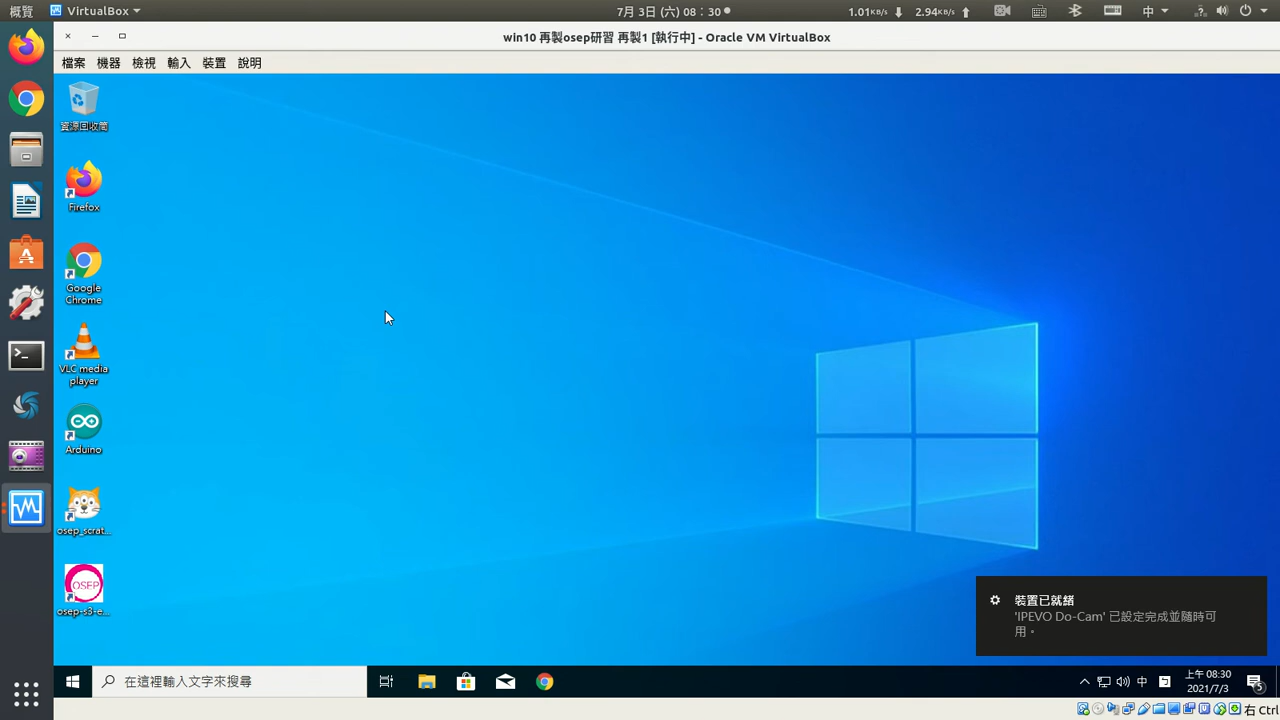 概覽
VirtualBox
7月 3日 (六) 08：30
1.01KB/s
2.94KB/s
中
win10 再製osep研習 再製1 [執行中] - Oracle VM VirtualBox
檔案 機器 檢視 輸入 裝置 說明
資源回收筒
Firefox
Google
Chrome
VLC media
player
Arduino
osep_scrat...
OSEP
osep-s3-e...
裝置已就緒
'IPEVO Do-Cam' 已設定完成並隨時可
用。
在這裡輸入文字來搜尋
中
上午 08:30
2021/7/3
5
右 Ctrl